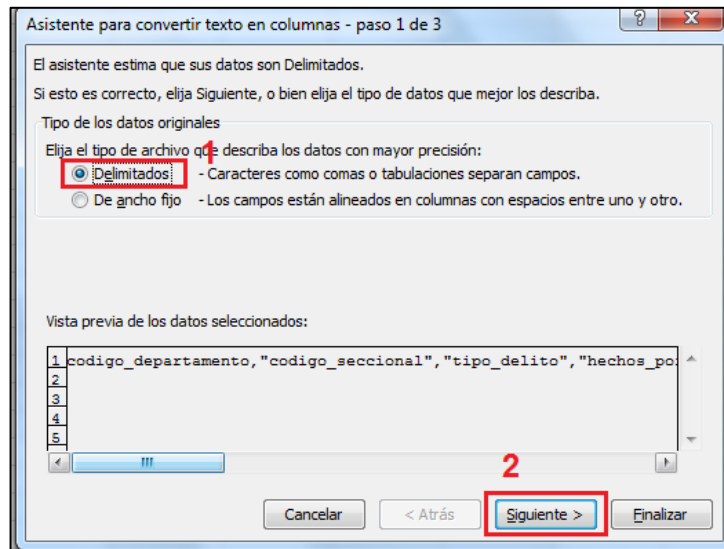 Asistente para convertir texto en columnas - paso 1 de 3
El asistente estima que sus datos son Delimitados.
Si esto es correcto, elija Siguiente, o bien elija el tipo de datos que mejor los describa.
Tipo de los datos originales
1
Elija el tipo de archivo que describa los datos con mayor precisión:
Delimitados - Caracteres como comas o tabulaciones separan campos.
De ancho fijo - Los campos están alineados en columnas con espacios entre uno y otro.
Vista previa de los datos seleccionados:
1 codigo_departamento,"codigo_seccional","tipo_delito","hechos_po
2
3
4
5
2
Cancelar < Atrás Siguiente > Finalizar